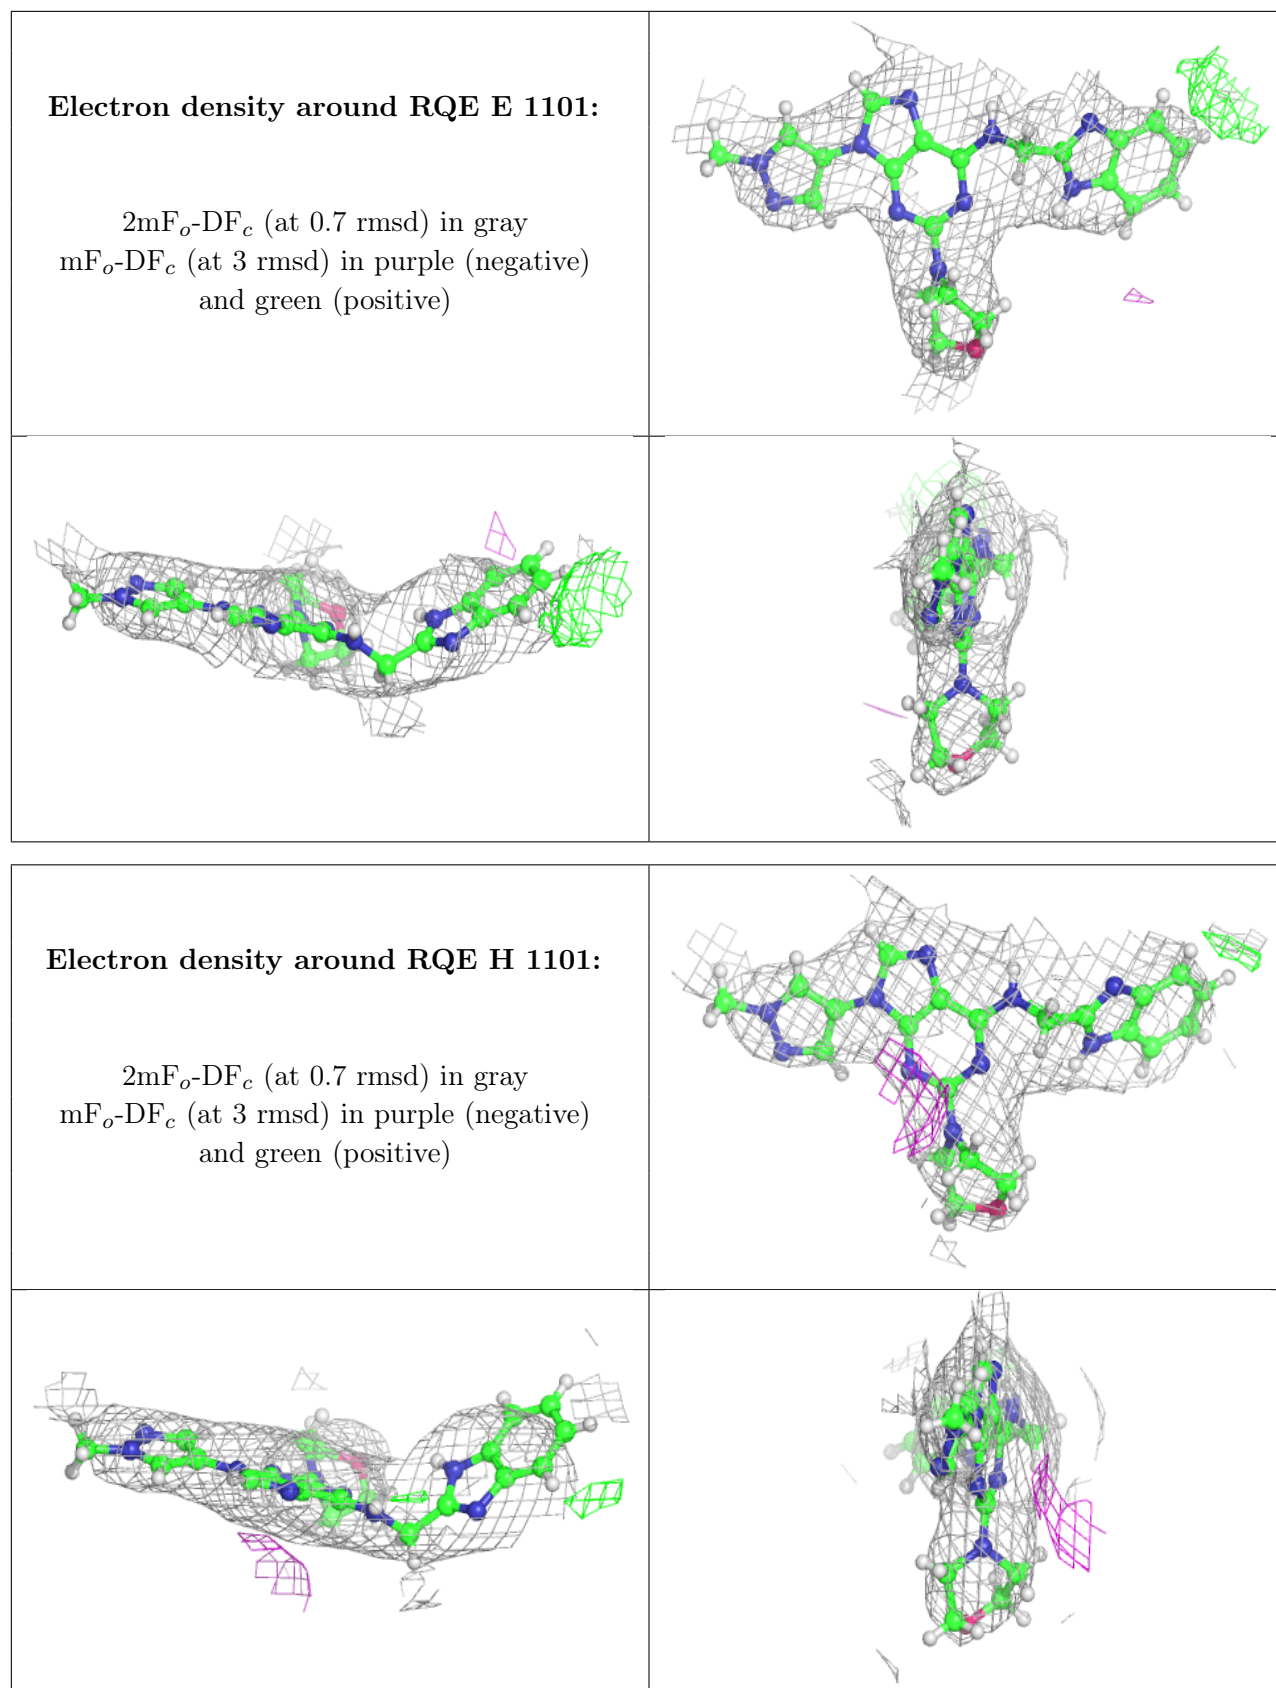 Electron density around RQE E 1101:
2mFo-DFc (at 0.7 rmsd) in gray
mFo-DFc (at 3 rmsd) in purple (negative)
and green (positive)
Electron density around RQE H 1101:
2mFo-DFc (at 0.7 rmsd) in gray
mFo-DFc (at 3 rmsd) in purple (negative)
and green (positive)